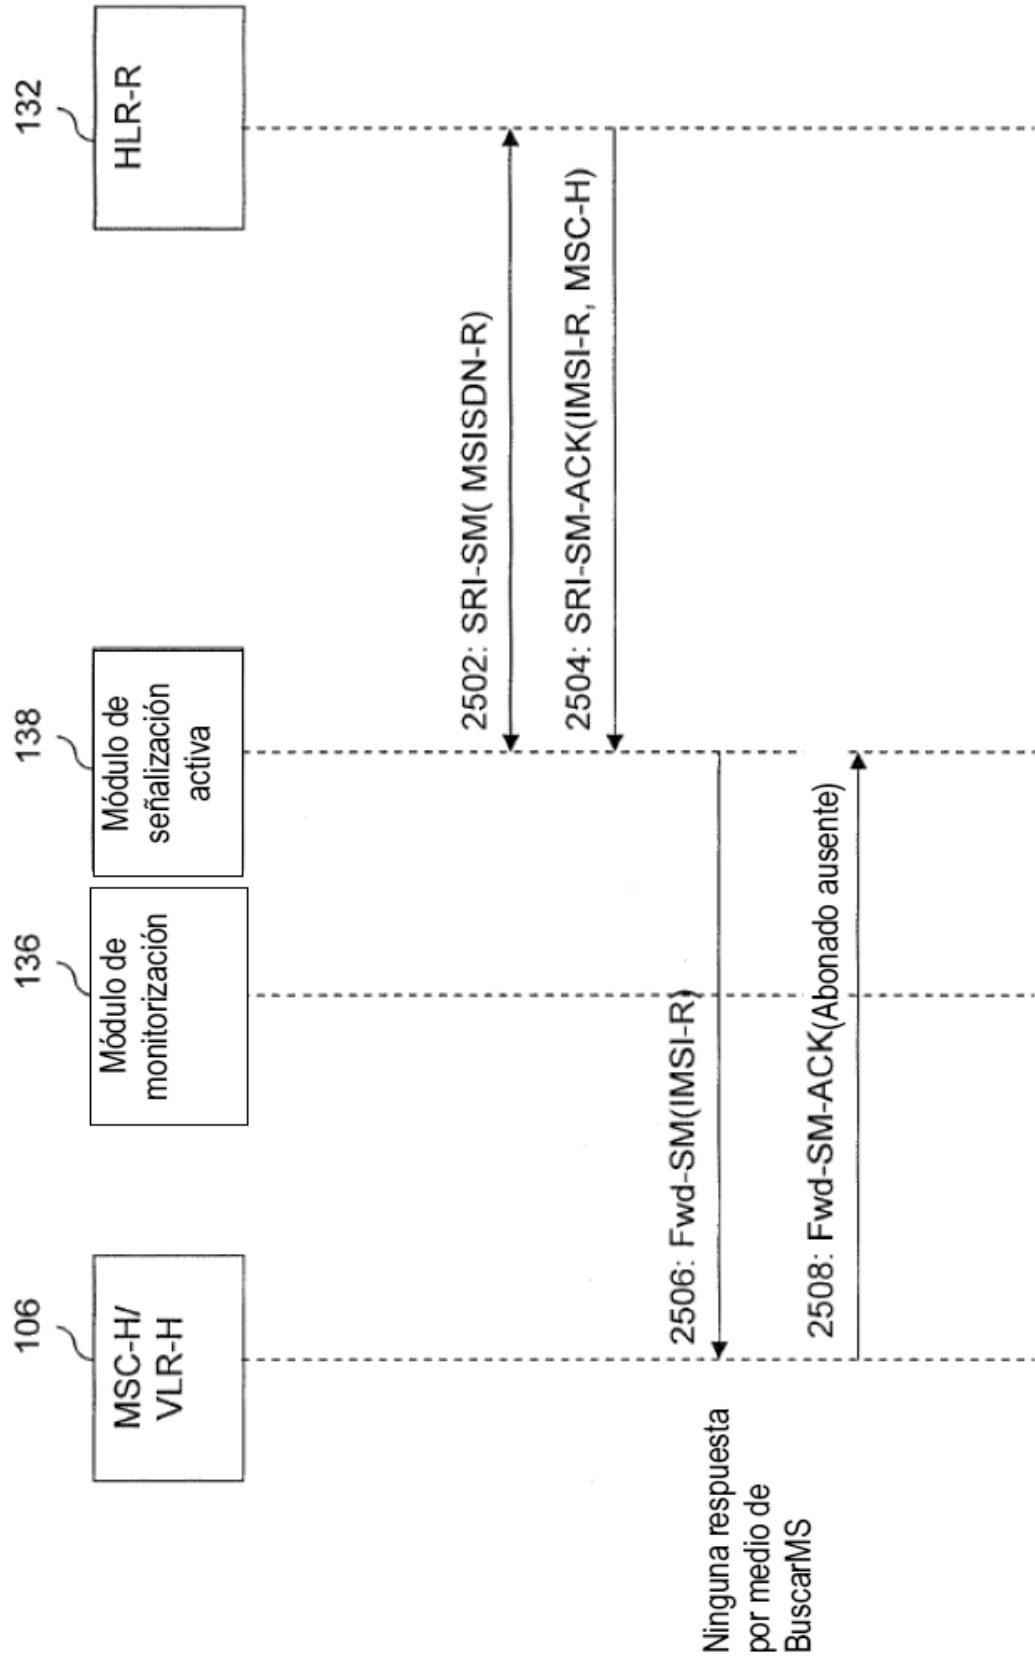 106
MSC-H/
VLR-H
136
Módulo de
monitorización
138
Módulo de
señalización
activa
132
HLR-R
2502: SRI-SM( MSISDN-R)
2504: SRI-SM-ACK(IMSI-R, MSC-H)
2506: Fwd-SM(IMSI-R)
Ninguna respuesta
por medio de
BuscarMS
2508: Fwd-SM-ACK(Abonado ausente)